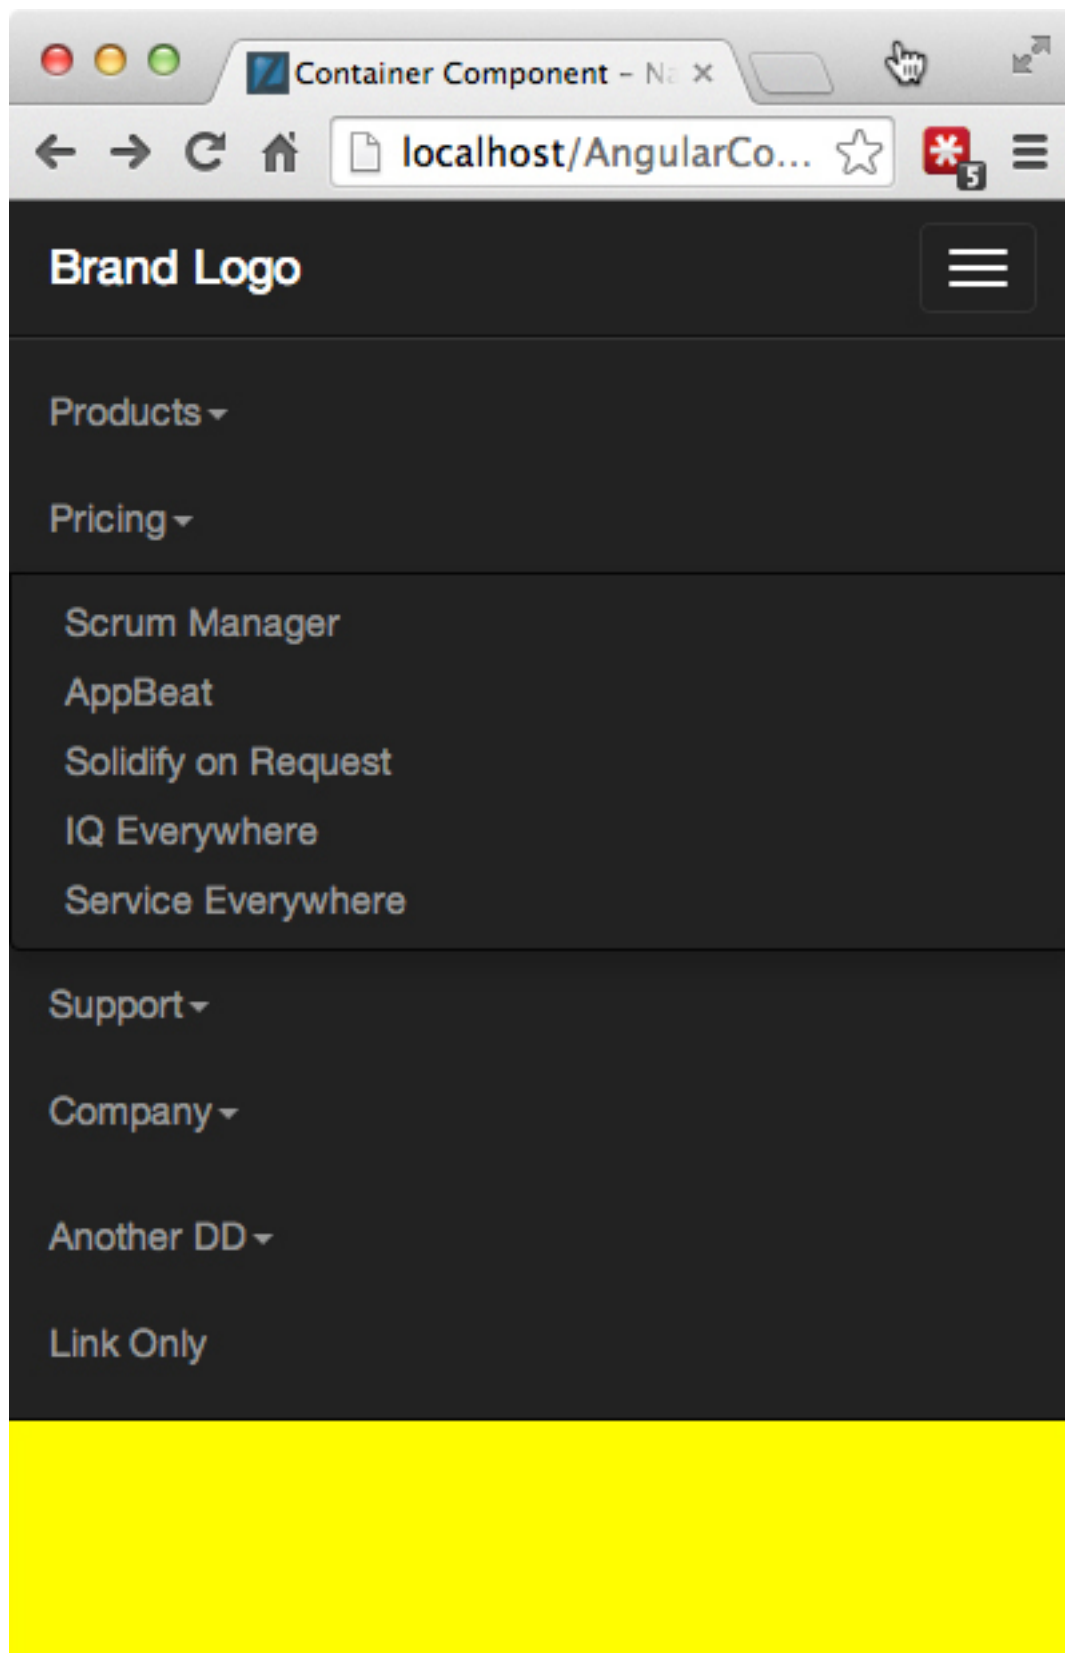 Container Component – Na
localhost/AngularCo...
5
Brand Logo
Products
Pricing
Scrum Manager
AppBeat
Solidify on Request
IQ Everywhere
Service Everywhere
Support
Company
Another DD
Link Only